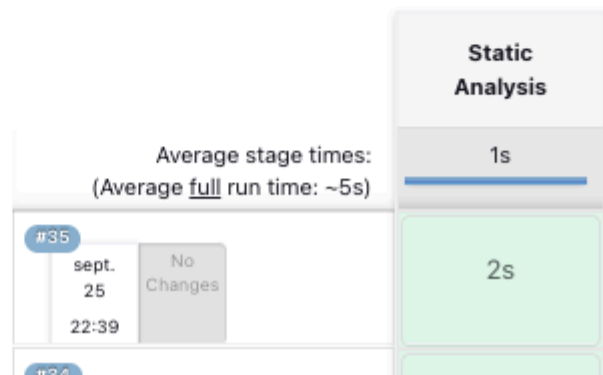 Static
Analysis
Average stage times:
1s
(Average full run time: ~5s)
#35
sept.
25
22:39
No
Changes
2s
#34